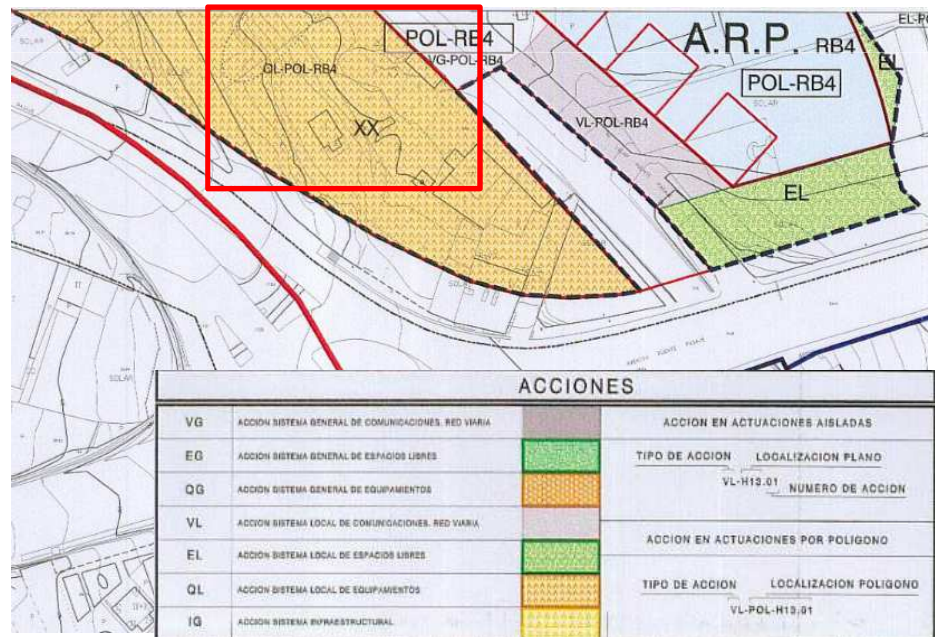 SOLAR
POL-RB4
A.R.P. RB4
EL
QL-POL-RB4
VG-POL-RB4
POL-RB4
SOLAR
VL-POL-RB4
XX
EL
SOLAR
SOLAR
SOLAR
ACCIONES
VG ACCION SISTEMA GENERAL DE COMUNICACIONES. RED VIARIA
ACCION EN ACTUACIONES AISLADAS
EG ACCION SISTEMA GENERAL DE ESPACIOS LIBRES
TIPO DE ACCION LOCALIZACION PLANO
VL-H13.01 NUMERO DE ACCION
QG ACCION SISTEMA GENERAL DE EQUIPAMIENTOS
VL ACCION SISTEMA LOCAL DE COMUNICACIONES. RED VIARIA
ACCION EN ACTUACIONES POR POLIGONO
EL ACCION SISTEMA LOCAL DE ESPACIOS LIBRES
QL ACCION SISTEMA LOCAL DE EQUIPAMIENTOS
TIPO DE ACCION LOCALIZACION POLIGONO
VL-POL-H13.01
IG ACCION SISTEMA INFRAESTRUCTURAL